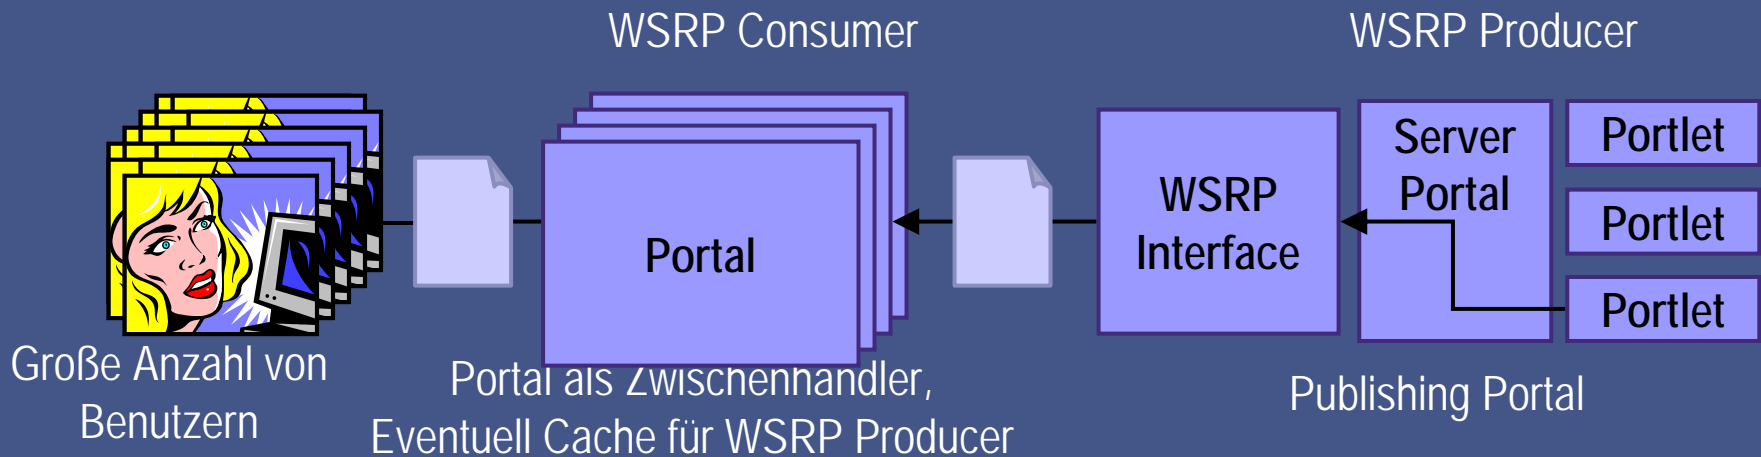 WSRP Consumer
WSRP Producer
Portal
WSRP
Interface
Server
Portal
Portlet
Portlet
Portlet
Große Anzahl von
Benutzern
Portal als Zwischenhändler,
Eventuell Cache für WSRP Producer
Publishing Portal